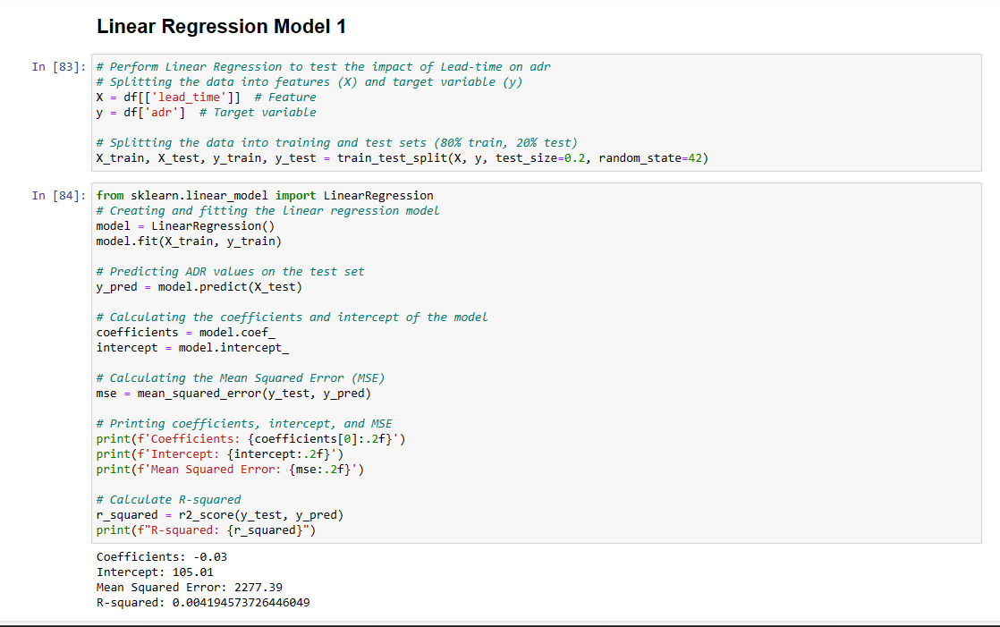 Linear Regression Model 1
In [83]: # Perform Linear Regression to test the impact of Lead-time on adr
# Splitting the data into features (X) and target variable (y)
X = df[['lead_time']]  # Feature
y = df['adr']  # Target variable
# Splitting the data into training and test sets (80% train, 20% test)
X_train, X_test, y_train, y_test = train_test_split(X, y, test_size=0.2, random_state=42)
In [84]: from sklearn.linear_model import LinearRegression
# Creating and fitting the linear regression model
model = LinearRegression()
model.fit(X_train, y_train)
# Predicting ADR values on the test set
y_pred = model.predict(X_test)
# Calculating the coefficients and intercept of the model
coefficients = model.coef_
intercept = model.intercept_
# Calculating the Mean Squared Error (MSE)
mse = mean_squared_error(y_test, y_pred)
# Printing coefficients, intercept, and MSE
print(f'Coefficients: {coefficients[0]:.2f}')
print(f'Intercept: {intercept:.2f}')
print(f'Mean Squared Error: {mse:.2f}')
# Calculate R-squared
r_squared = r2_score(y_test, y_pred)
print(f"R-squared: {r_squared}")
Coefficients: -0.03
Intercept: 105.01
Mean Squared Error: 2277.39
R-squared: 0.004194573726446049